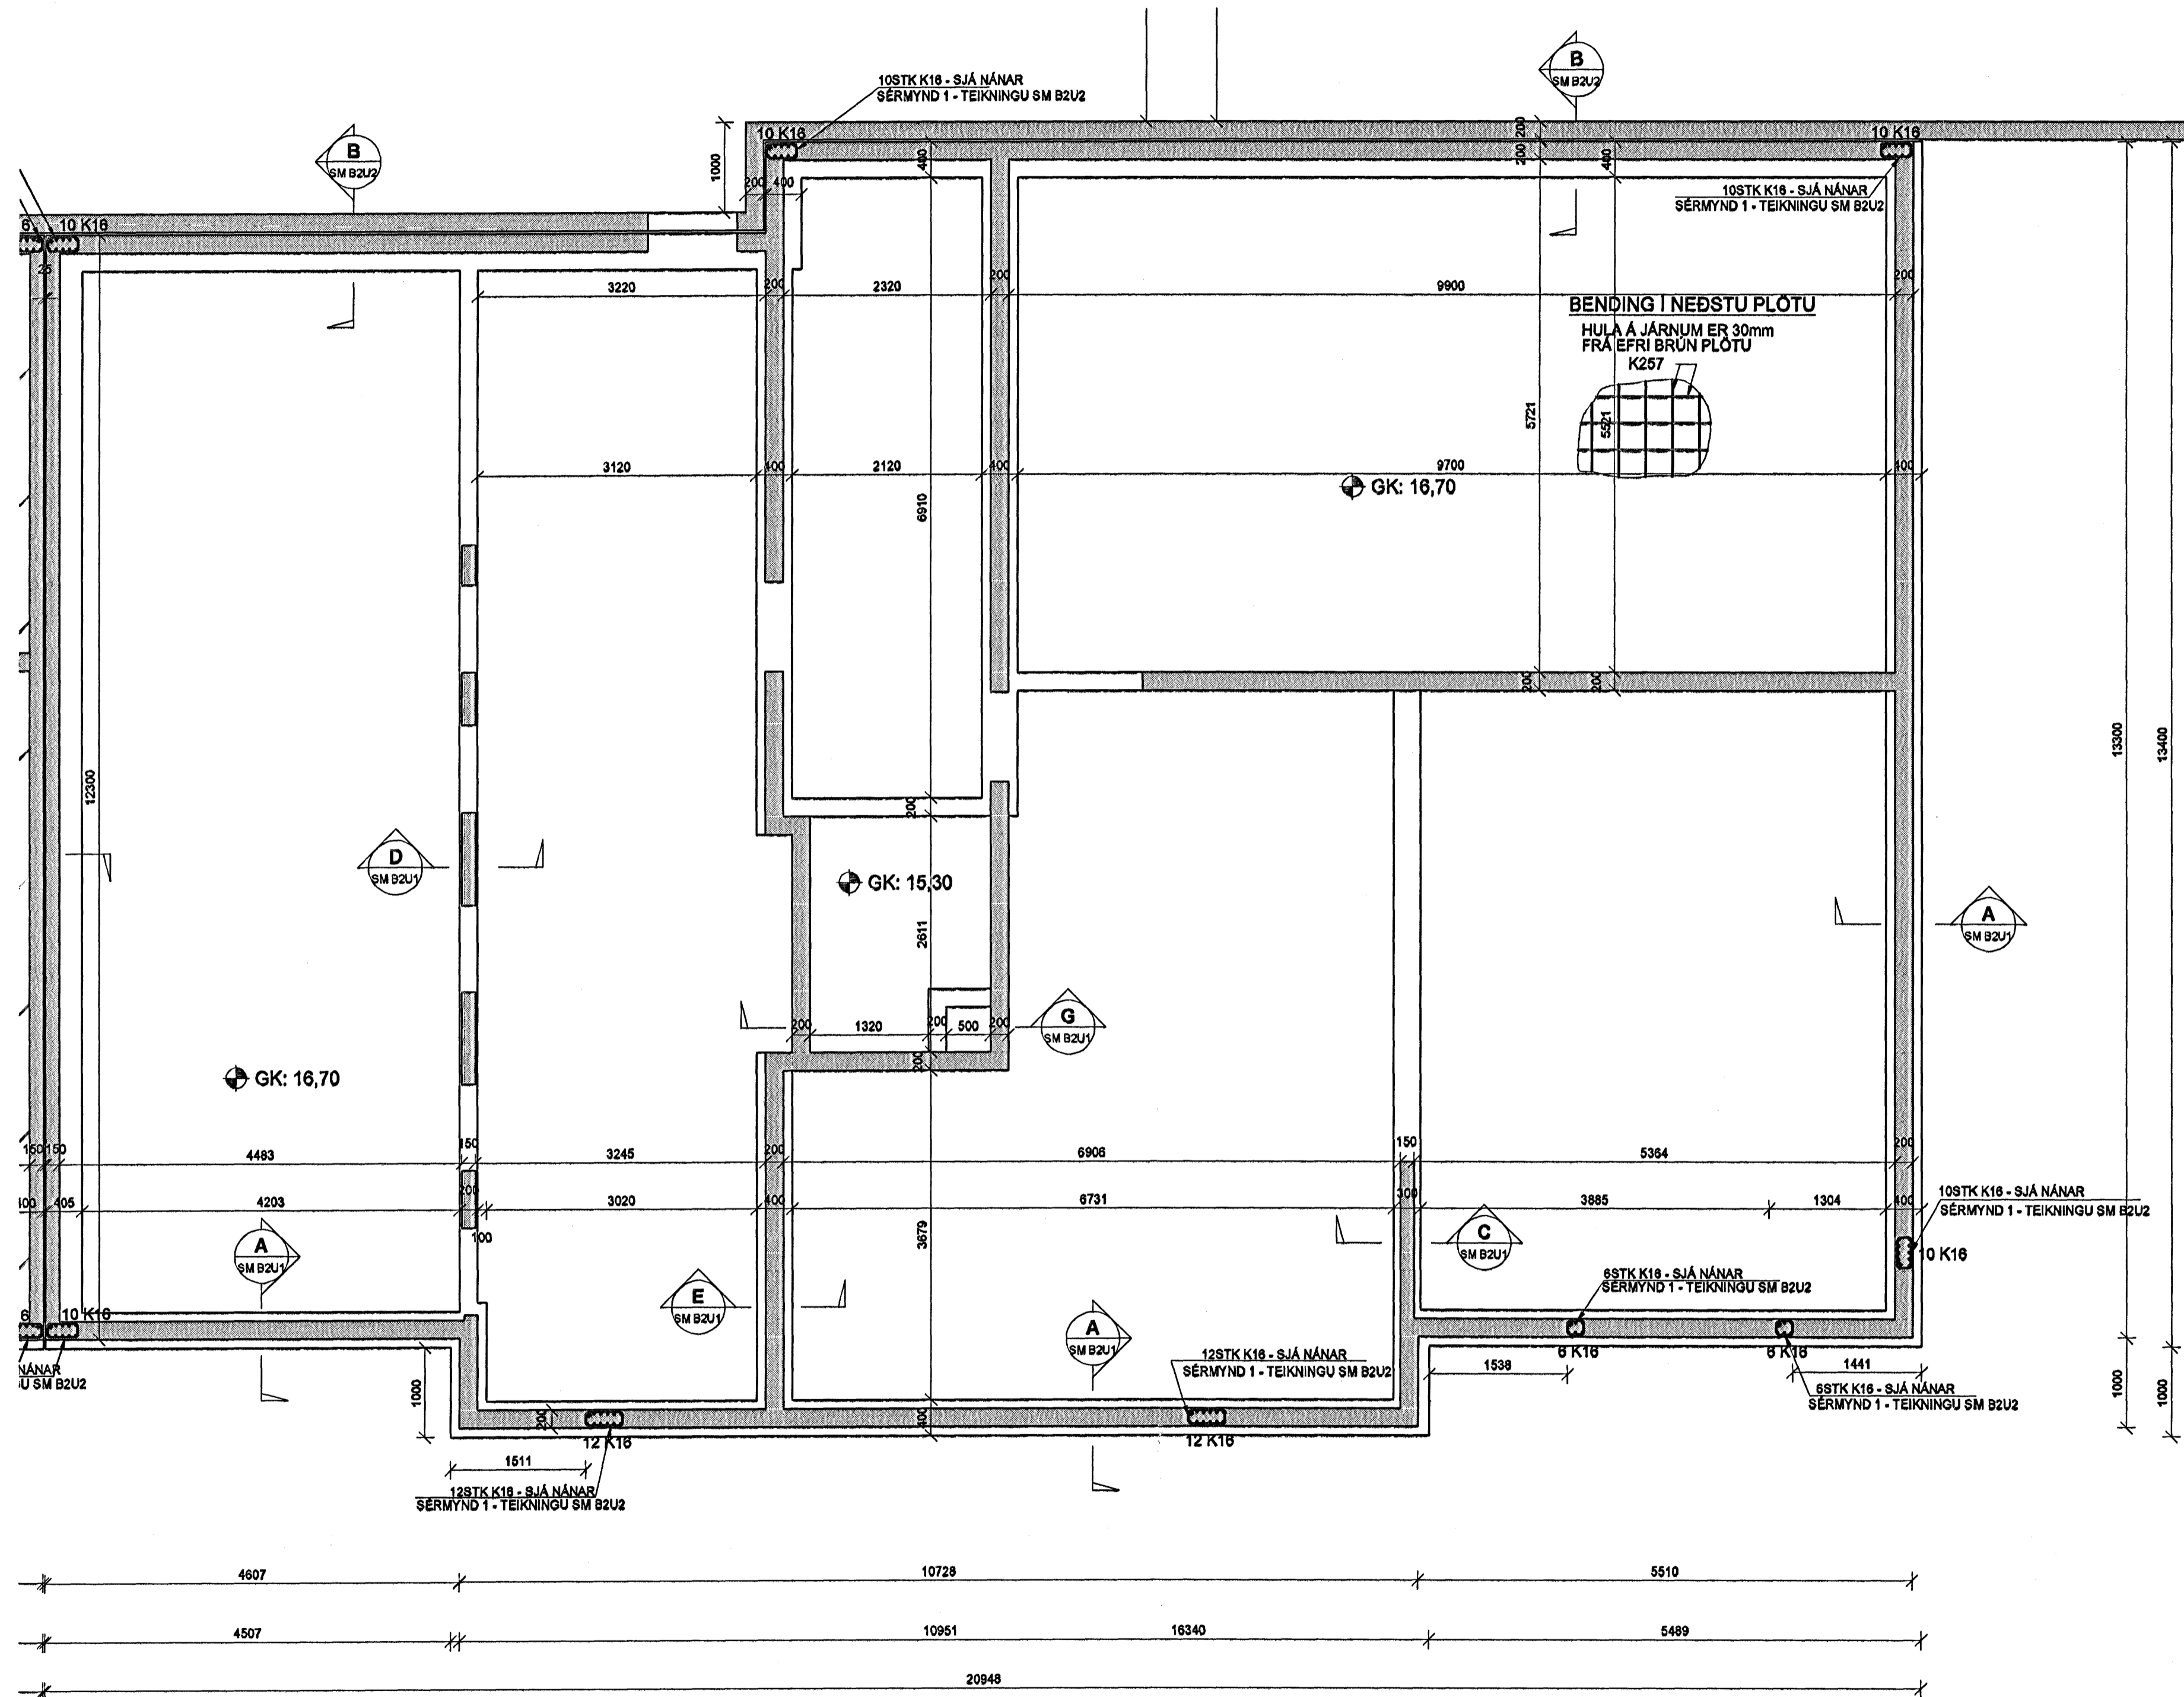 B
SM B2U2
10STK K16 - SJÁ NÁNAR
SÉRMYND 1 - TEIKNINGU SM B2U2
10 K16
200
200
400
400
10 K16
B
SM B2U2
1000
200
400
10STK K16 - SJÁ NÁNAR
SÉRMYND 1 - TEIKNINGU SM B2U2
6
10 K16
25
3220
200
2320
200
9900
200
BENDING Í NEÐSTU PLÖTU
HULA Á JÁRNUM ER 30mm
FRÁ EFRI BRÚN PLÖTU
K257
5721
5521
3120
400
2120
400
9700
400
GK: 16,70
6910
200
200
12300
13300
13400
200
D
SM B2U1
GK: 15,30
2611
A
SM B2U1
200
1320
200
500
200
G
SM B2U1
200
GK: 16,70
150
150
4483
150
3245
200
6906
150
5364
200
400
405
4203
200
3020
400
6731
300
3885
1304
400
100
3679
10STK K16 - SJÁ NÁNAR
SÉRMYND 1 - TEIKNINGU SM B2U2
10 K16
A
SM B2U1
C
SM B2U1
E
SM B2U1
6STK K16 - SJÁ NÁNAR
SÉRMYND 1 - TEIKNINGU SM B2U2
6
10 K16
A
SM B2U1
6 K16
6 K16
NÁNAR
U SM B2U2
12STK K16 - SJÁ NÁNAR
SÉRMYND 1 - TEIKNINGU SM B2U2
1538
1441
6STK K16 - SJÁ NÁNAR
SÉRMYND 1 - TEIKNINGU SM B2U2
1000
1000
1000
200
400
12 K16
12 K16
1511
12STK K16 - SJÁ NÁNAR
SÉRMYND 1 - TEIKNINGU SM B2U2
4607
10728
5510
4507
10951
16340
5489
20948